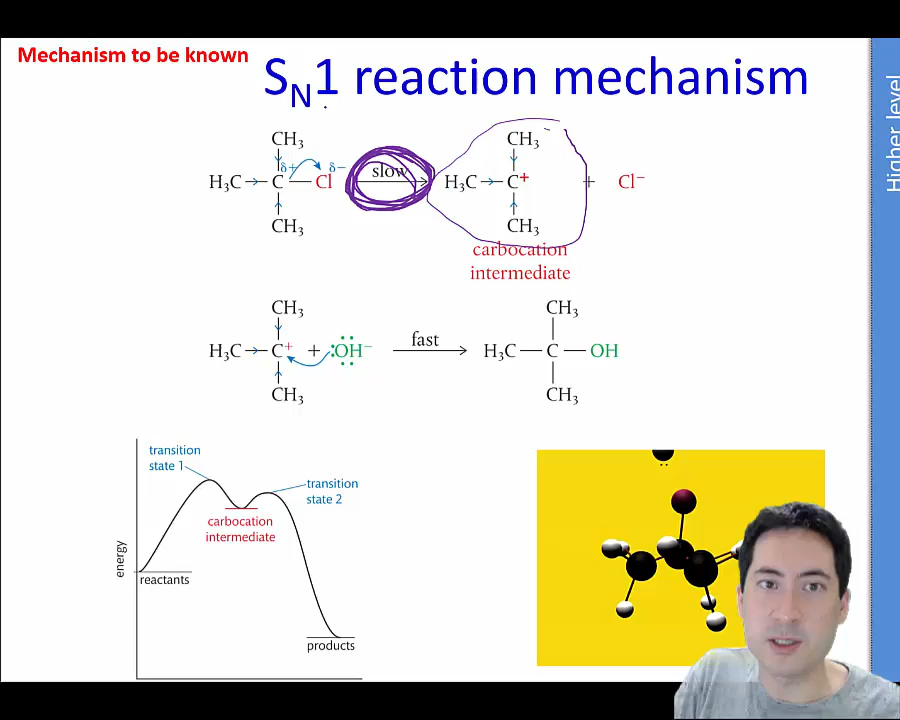 Mechanism to be known
SN1 reaction mechanism
Higher level
CH₃
δ+ δ−
H₃C C Cl
CH₃
slow
CH₃
H₃C C+
CH₃
+ Cl⁻
carbocation
intermediate
CH₃
H₃C C+ + :OH⁻
CH₃
fast
CH₃
H₃C — C — OH
CH₃
transition
state 1
transition
state 2
carbocation
intermediate
energy
reactants
products